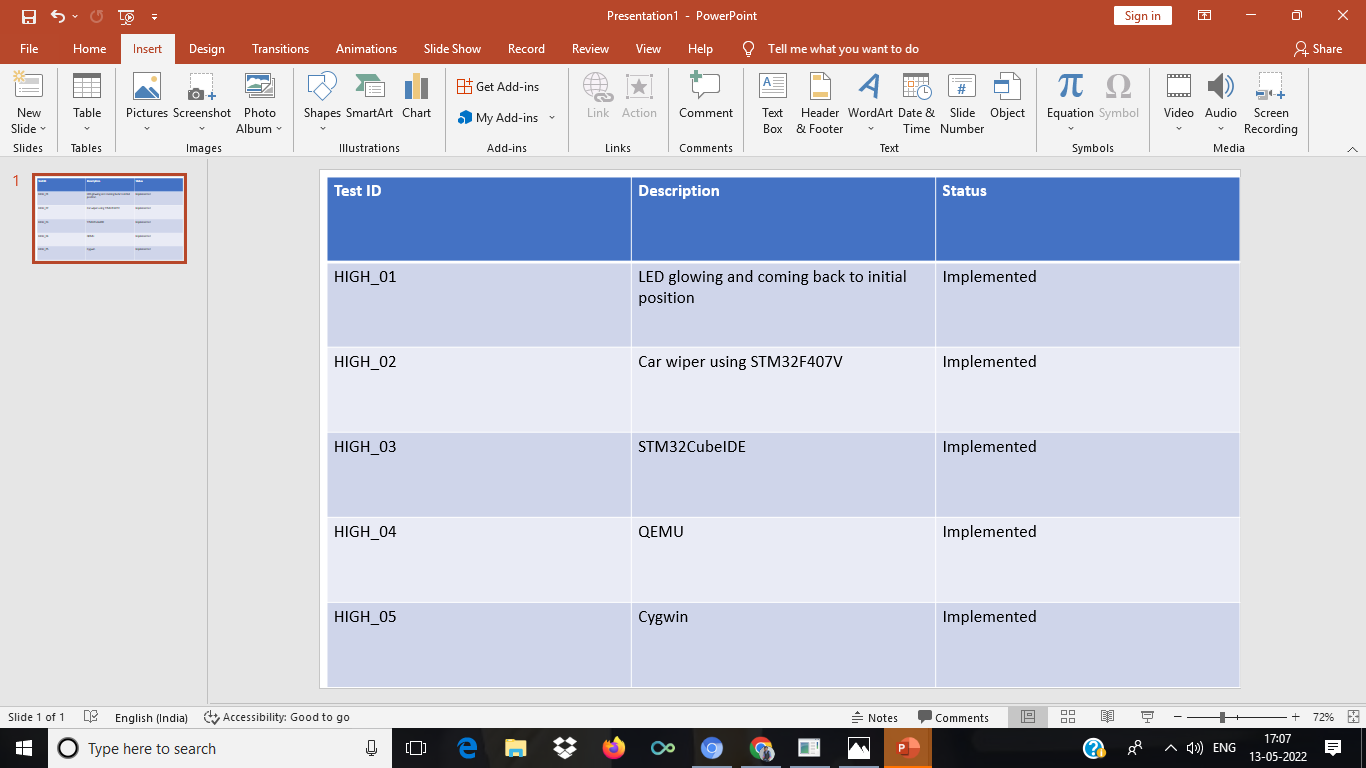 Presentation1 - PowerPoint
Sign in
File Home Insert Design Transitions Animations Slide Show Record Review View Help Tell me what you want to do Share
New Slide
Table
Pictures
Screenshot
Photo Album
Shapes
SmartArt
Chart
Get Add-ins
My Add-ins
Link
Action
Comment
Text Box
Header & Footer
WordArt
Date & Time
Slide Number
Object
Equation
Symbol
Video
Audio
Screen Recording
Slides Tables Images Illustrations Add-ins Links Comments Text Symbols Media
1
Test ID Description Status
HIGH_01 LED glowing and coming back to initial position Implemented
HIGH_02 Car wiper using STM32F407V Implemented
HIGH_03 STM32CubeIDE Implemented
HIGH_04 QEMU Implemented
HIGH_05 Cygwin Implemented
Slide 1 of 1 English (India) Accessibility: Good to go Notes Comments 72%
Type here to search
ENG
17:07
13-05-2022